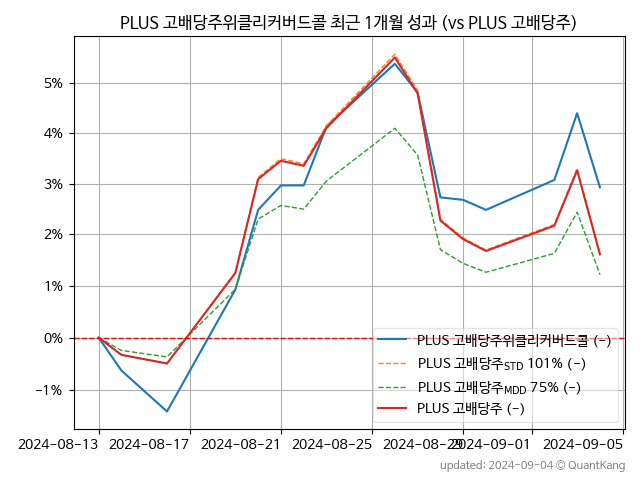 PLUS 고배당주위클리커버드콜 최근 1개월 성과 (vs PLUS 고배당주)
5%
4%
3%
2%
1%
0%
−1%
PLUS 고배당주위클리커버드콜 (-)
PLUS 고배당주STD 101% (-)
PLUS 고배당주MDD 75% (-)
PLUS 고배당주 (-)
2024-08-13 2024-08-17 2024-08-21 2024-08-25 2024-08-29 2024-09-01 2024-09-05
updated: 2024-09-04 @ QuantKang